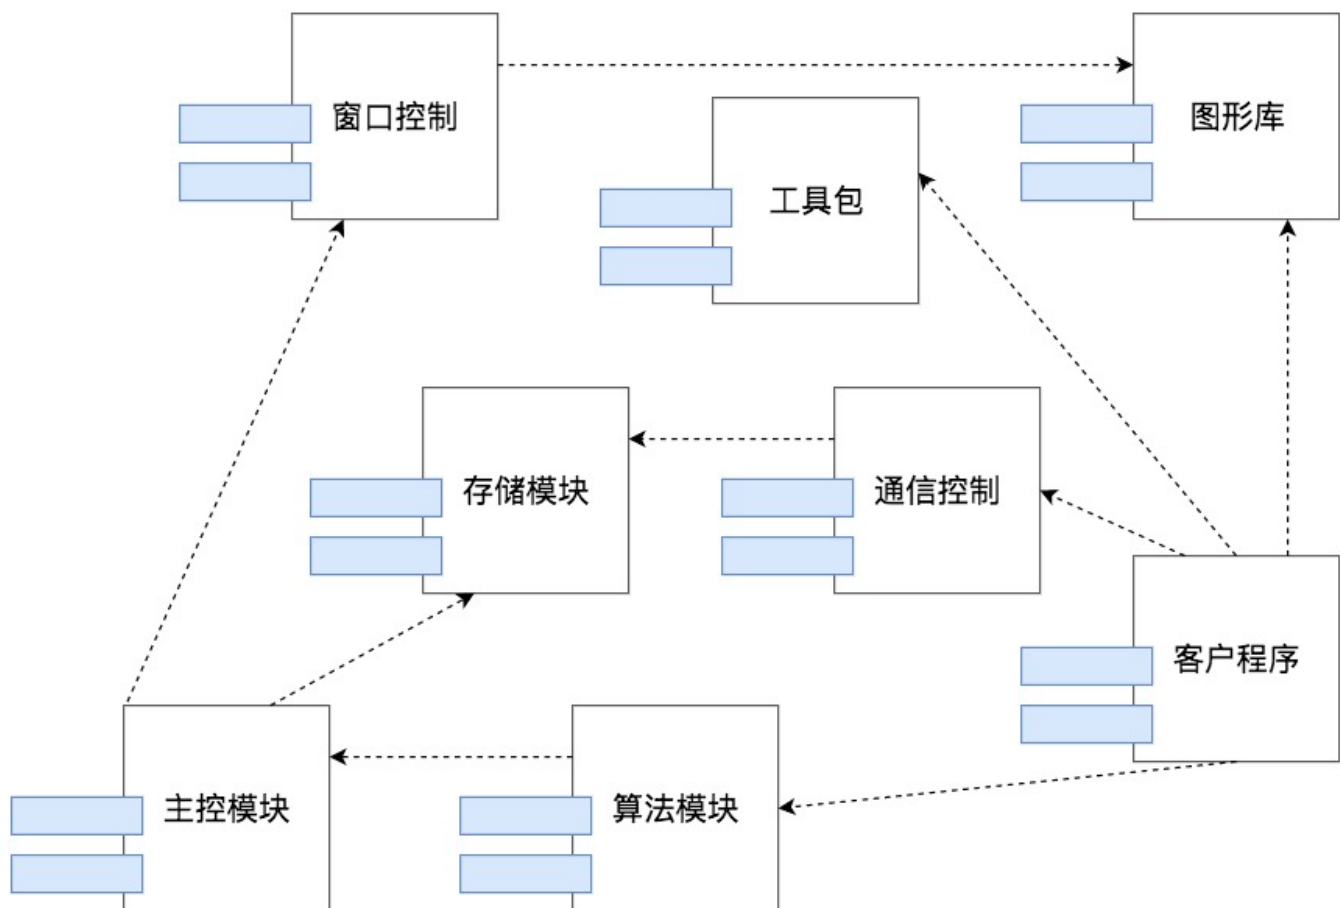 窗口控制
图形库
工具包
存储模块
通信控制
客户程序
主控模块
算法模块